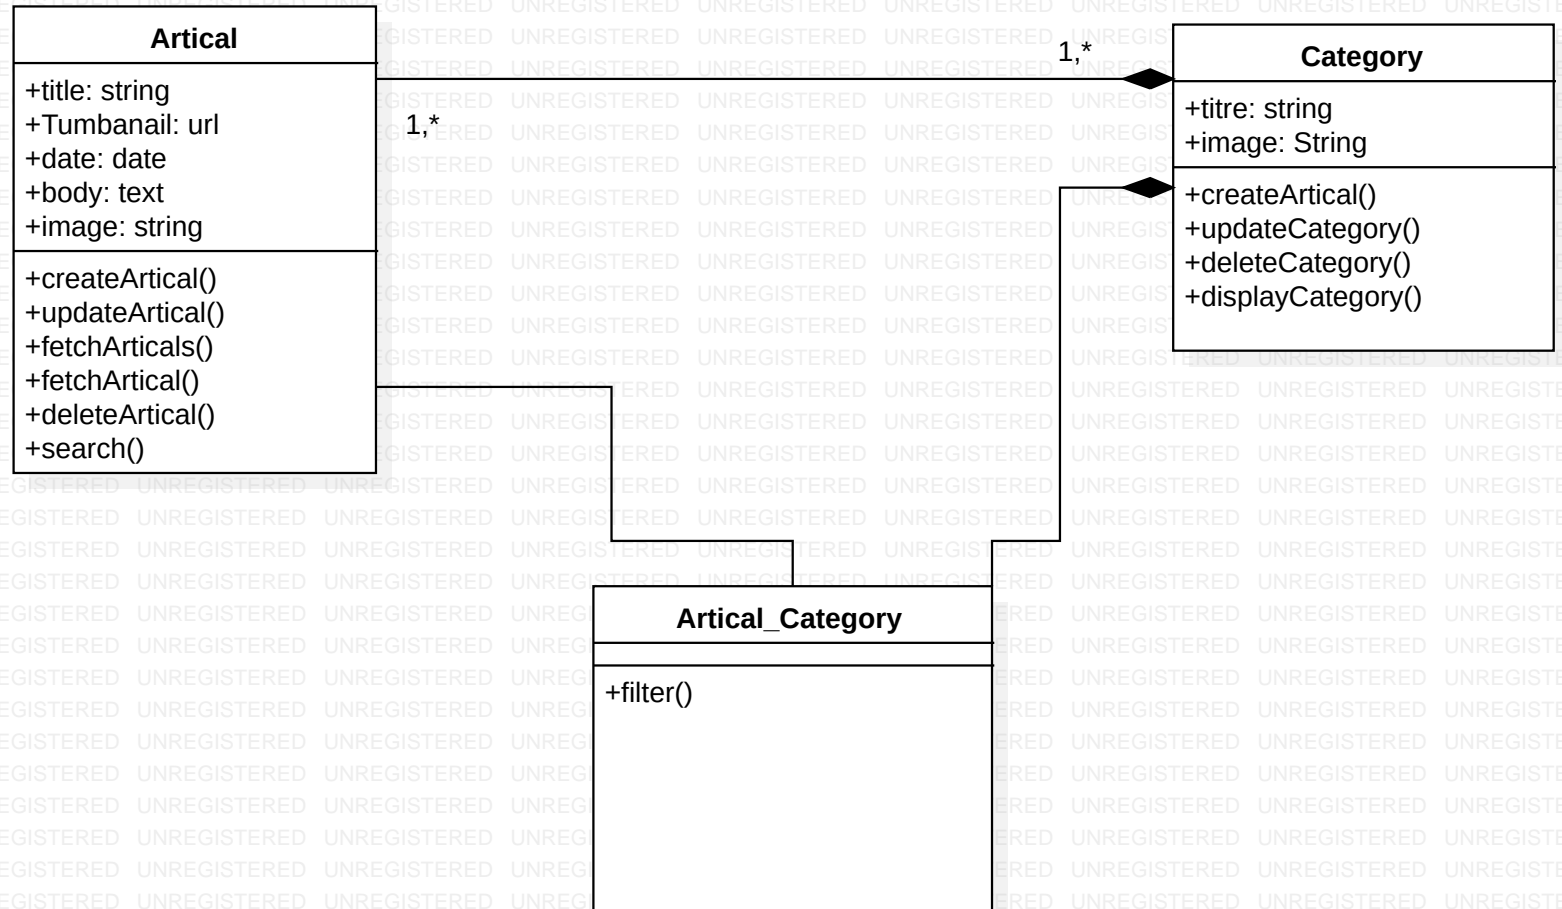 Artical
+title: string
+Tumbanail: url
+date: date
+body: text
+image: string
+createArtical()
+updateArtical()
+fetchArticals()
+fetchArtical()
+deleteArtical()
+search()
1,*
1,*
Category
+titre: string
+image: String
+createArtical()
+updateCategory()
+deleteCategory()
+displayCategory()
Artical_Category
+filter()
UNREGISTERED